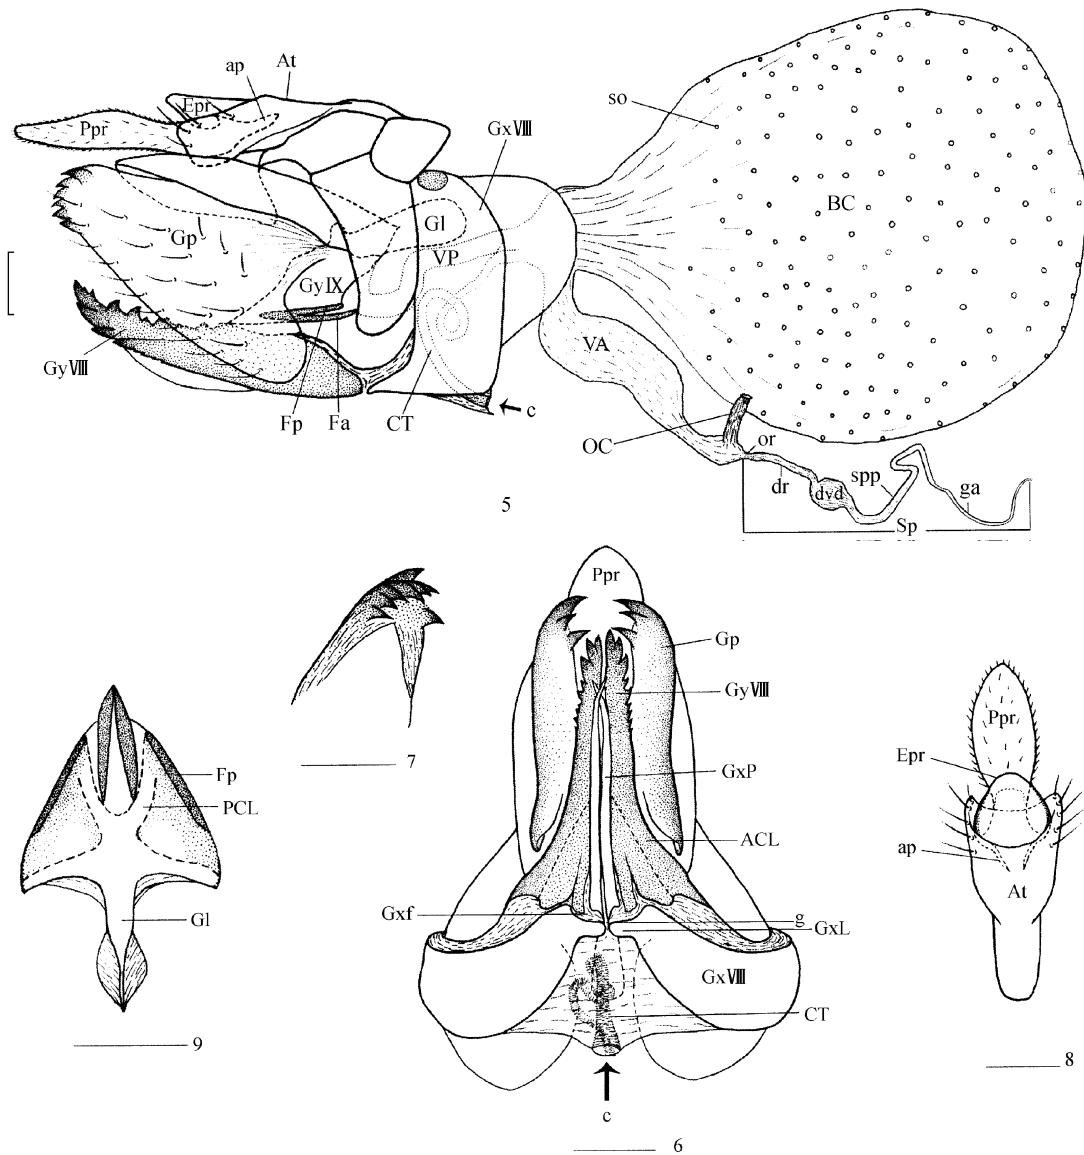 so
At
ap
Epr
Ppr
GxⅧ
BC
Gl
Gp
VP
GyⅨ
VA
GyⅧ
Fp
Fa
CT
c
OC
or
dr
dyd
spp
ga
Sp
5
Ppr
Gp
GyⅧ
GxP
ACL
Gxf
g
GxL
GxⅧ
CT
c
6
7
Ppr
Epr
ap
At
8
Fp
PCL
Gl
9